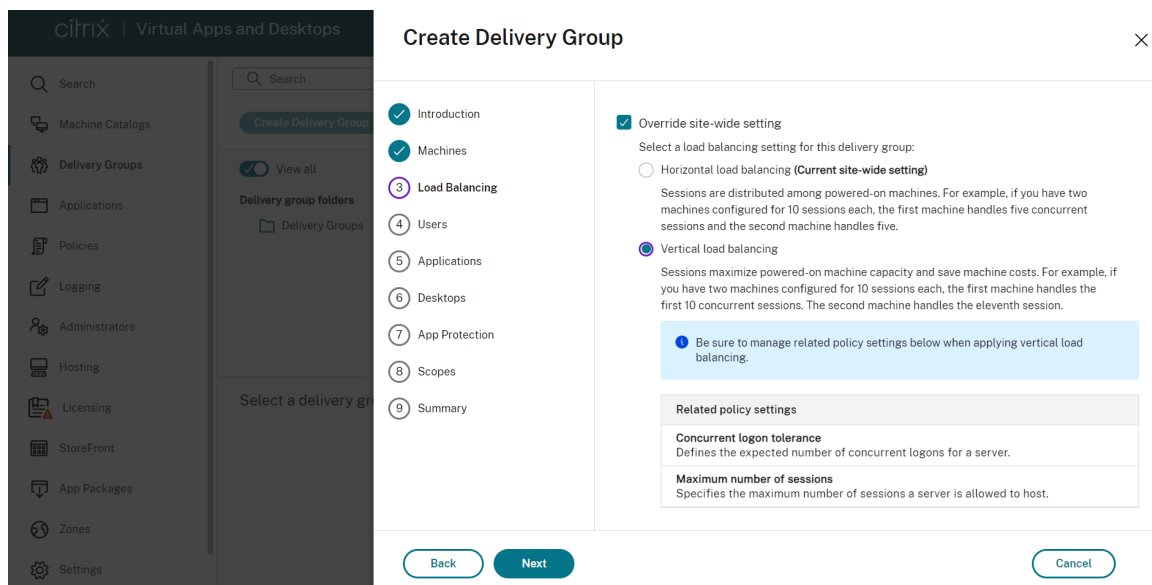 citrix | Virtual Apps and Desktops
Search
Machine Catalogs
Delivery Groups
Applications
Policies
Logging
Administrators
Hosting
Licensing
StoreFront
App Packages
Zones
Settings
Search
Create Delivery Group
View all
Delivery group folders
Delivery Groups
Select a delivery gr
Create Delivery Group
Introduction
Machines
3 Load Balancing
4 Users
5 Applications
6 Desktops
7 App Protection
8 Scopes
9 Summary
Override site-wide setting
Select a load balancing setting for this delivery group:
Horizontal load balancing (Current site-wide setting)
Sessions are distributed among powered-on machines. For example, if you have two
machines configured for 10 sessions each, the first machine handles five concurrent
sessions and the second machine handles five.
Vertical load balancing
Sessions maximize powered-on machine capacity and save machine costs. For example, if
you have two machines configured for 10 sessions each, the first machine handles the
first 10 concurrent sessions. The second machine handles the eleventh session.
Be sure to manage related policy settings below when applying vertical load
balancing.
Related policy settings
Concurrent logon tolerance
Defines the expected number of concurrent logons for a server.
Maximum number of sessions
Specifies the maximum number of sessions a server is allowed to host.
Back
Next
Cancel